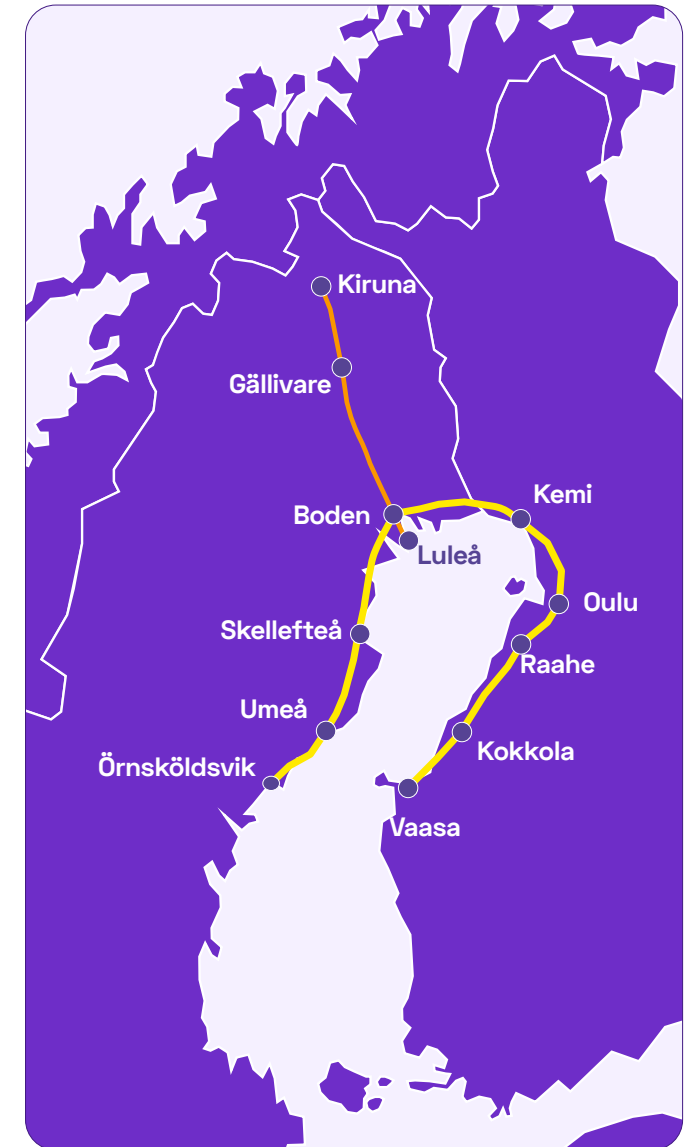 Kiruna
Gällivare
Kemi
Boden
Luleå
Oulu
Skellefteå
Raahe
Umeå
Kokkola
Örnsköldsvik
Vaasa